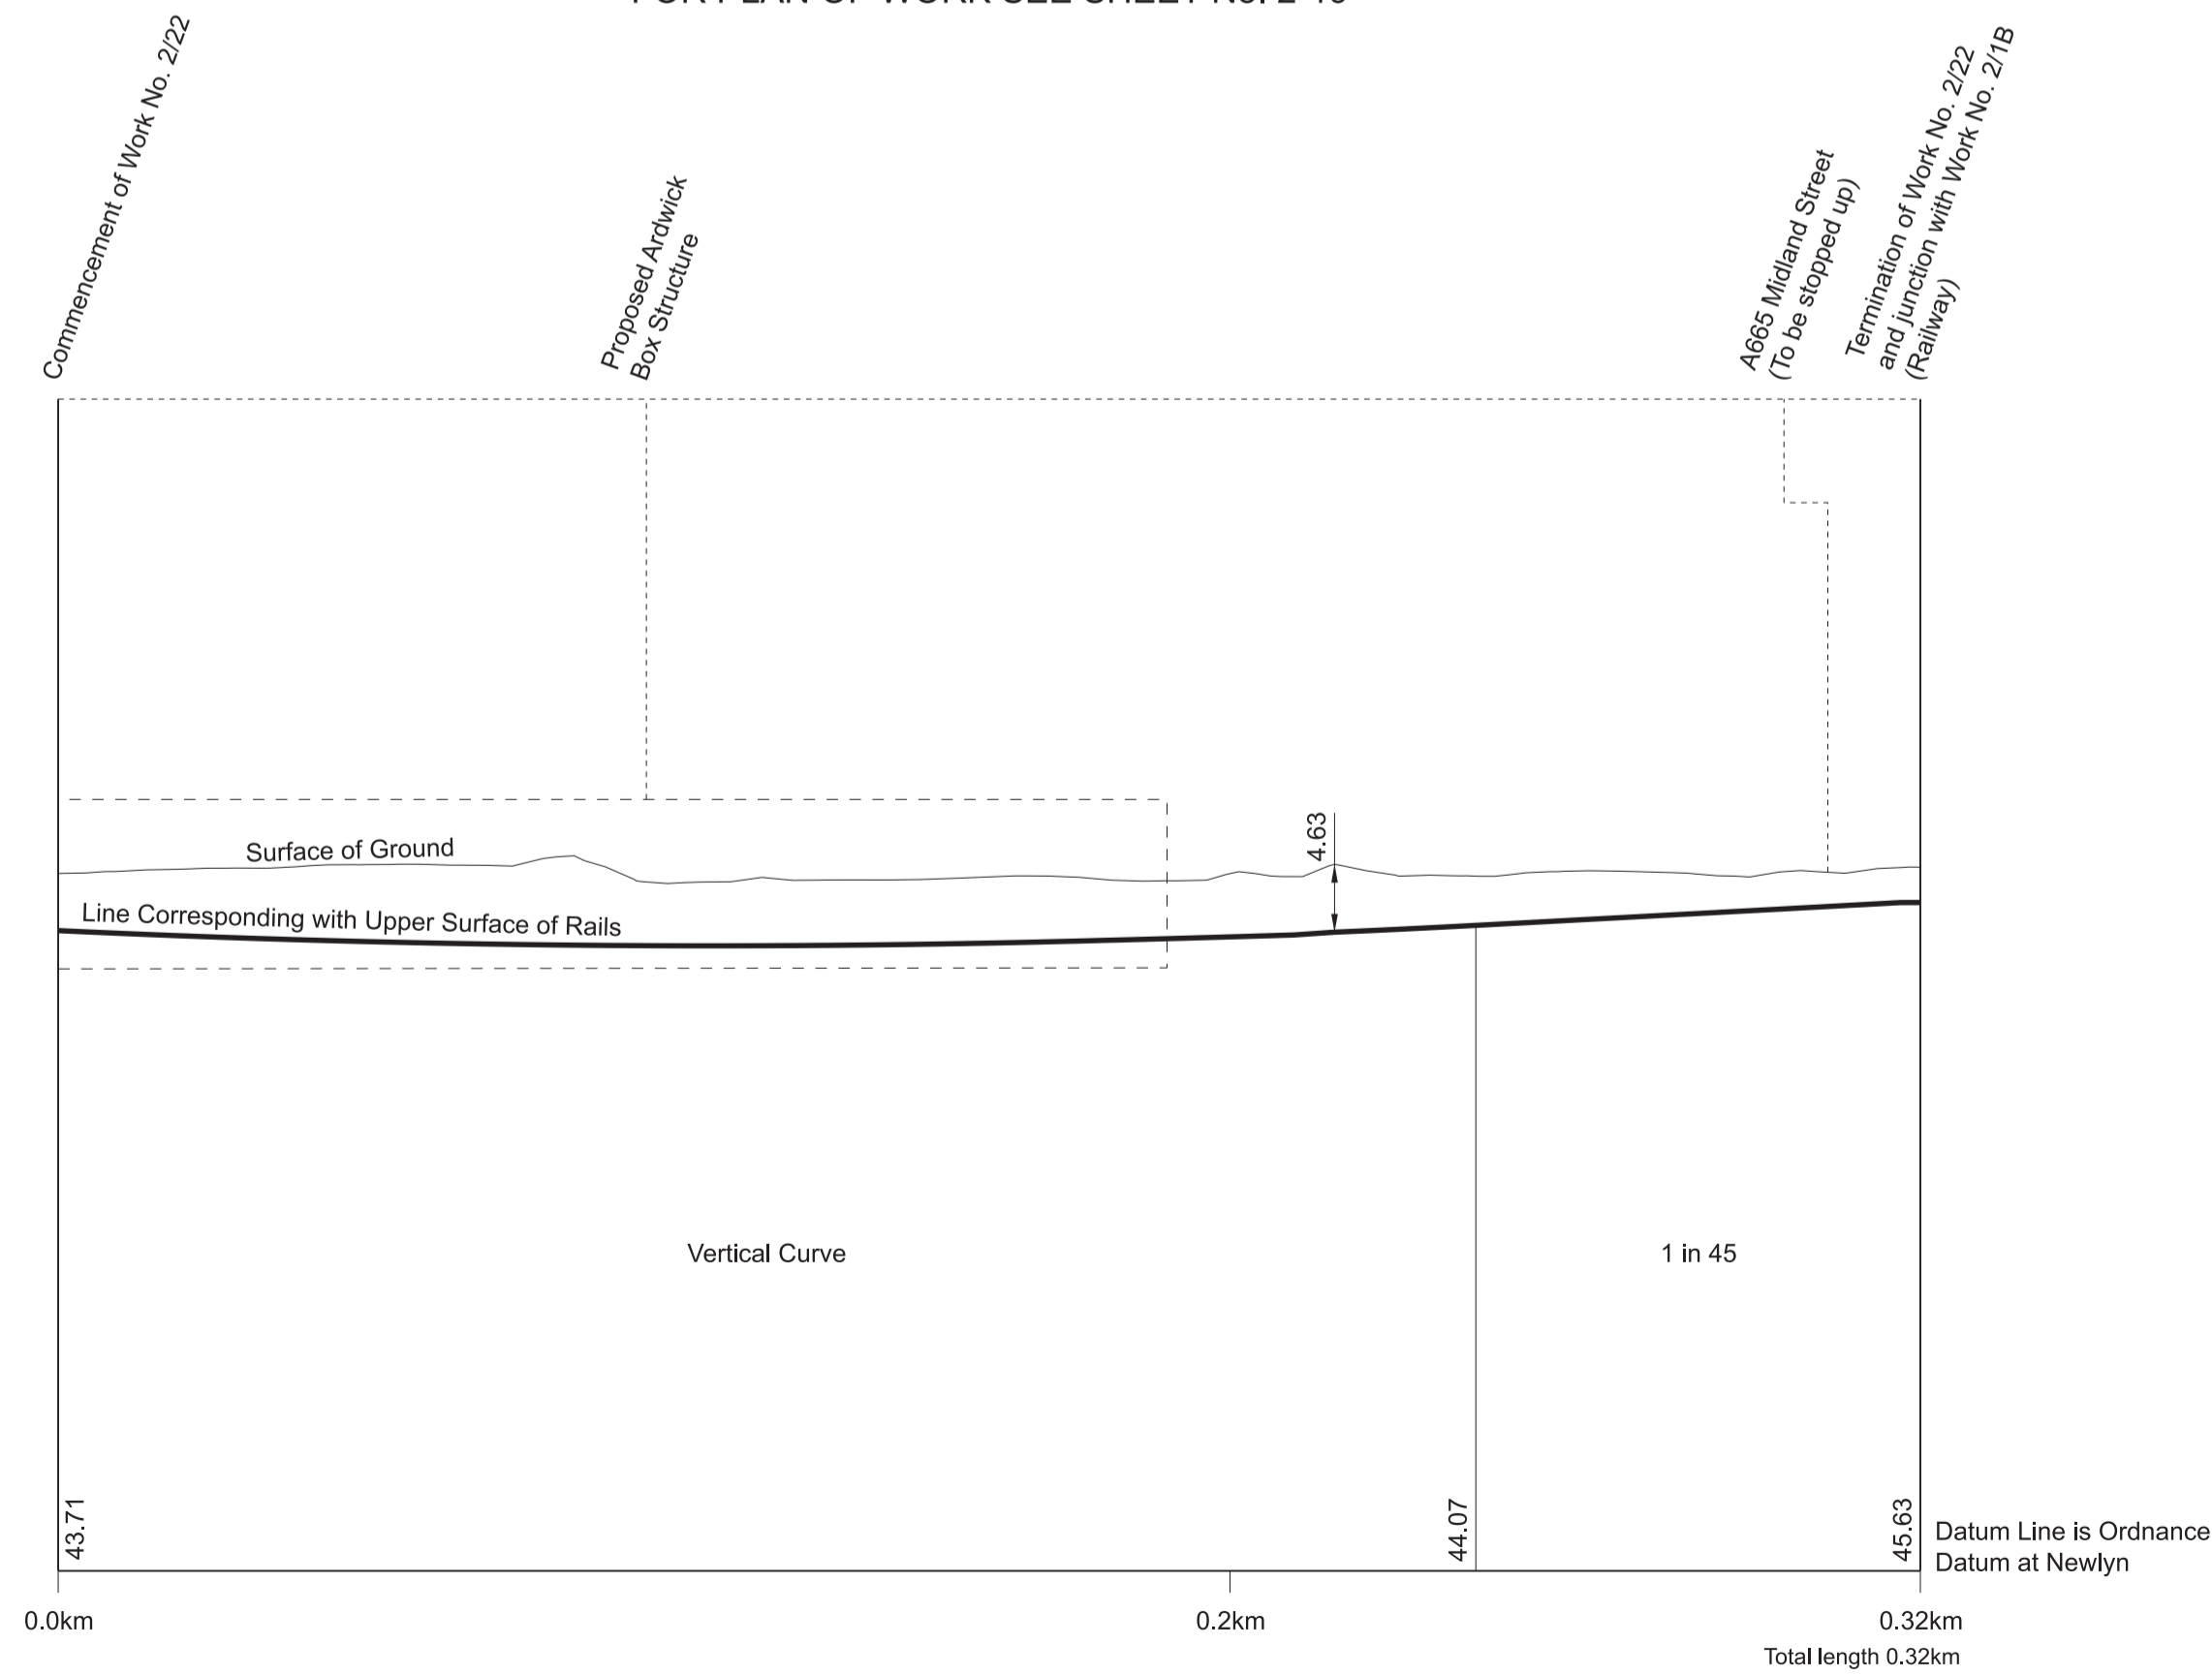 Commencement of Work No. 2/22
Proposed Ardwick
Box Structure
A665 Midland Street
(To be stopped up)
Termination of Work No. 2/22
and junction with Work No. 2/1B
(Railway)
4.63
Surface of Ground
Line Corresponding with Upper Surface of Rails
Vertical Curve
1 in 45
43.71
44.07
45.63
Datum Line is Ordnance
Datum at Newlyn
0.0km
0.2km
0.32km
Total length 0.32km